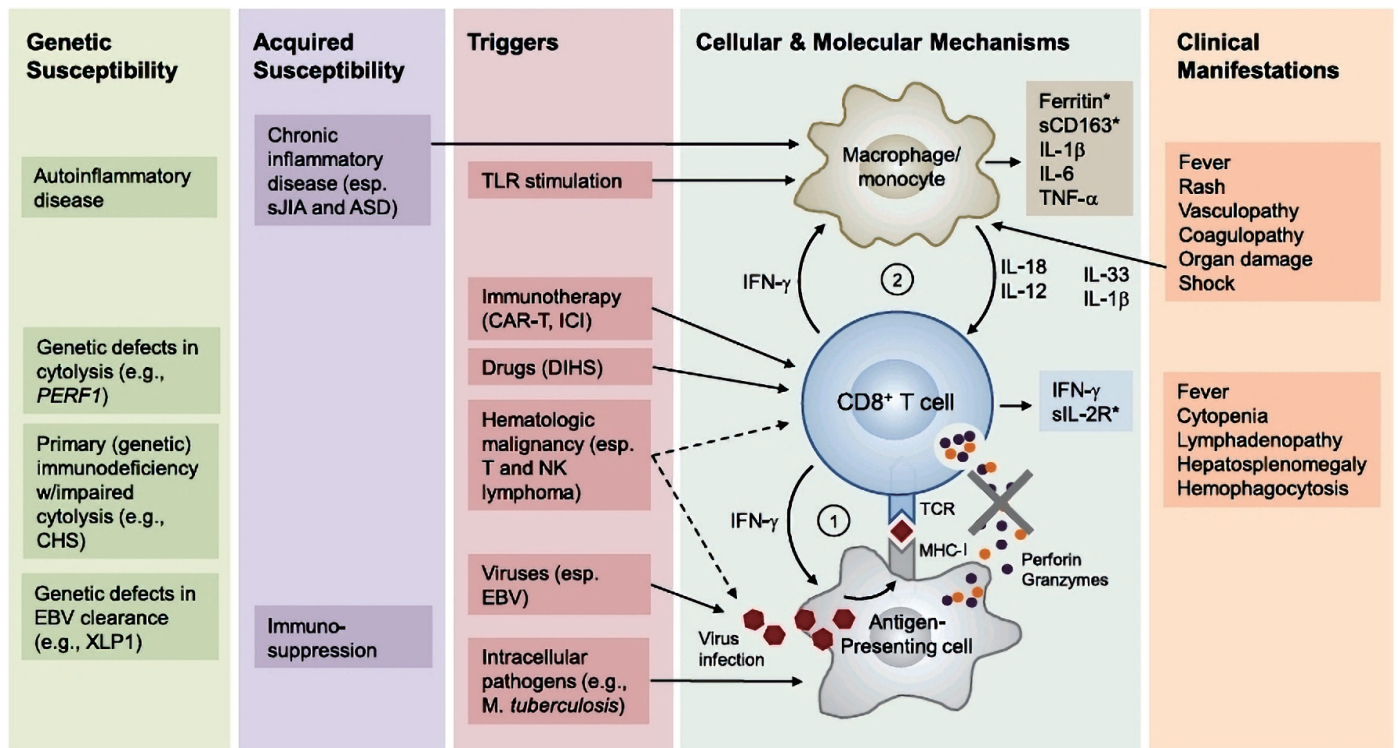 Genetic
Susceptibility
Autoinflammatory
disease
Genetic defects in
cytolysis (e.g.,
PERF1)
Primary (genetic)
immunodeficiency
w/impaired
cytolysis (e.g.,
CHS)
Genetic defects in
EBV clearance
(e.g., XLP1)
Acquired
Susceptibility
Chronic
inflammatory
disease (esp.
sJIA and ASD)
Immuno-
suppression
Triggers
TLR stimulation
Immunotherapy
(CAR-T, ICI)
Drugs (DIHS)
Hematologic
malignancy (esp.
T and NK
lymphoma)
Viruses (esp.
EBV)
Intracellular
pathogens (e.g.,
M. tuberculosis)
Cellular & Molecular Mechanisms
Macrophage/
monocyte
Ferritin*
sCD163*
IL-1β
IL-6
TNF-α
IFN-γ
2
IL-18
IL-12
IL-33
IL-1β
CD8+ T cell
IFN-γ
sIL-2R*
IFN-γ
1
TCR
MHC-I
Perforin
Granzymes
Virus
infection
Antigen-
Presenting cell
Clinical
Manifestations
Fever
Rash
Vasculopathy
Coagulopathy
Organ damage
Shock
Fever
Cytopenia
Lymphadenopathy
Hepatosplenomegaly
Hemophagocytosis